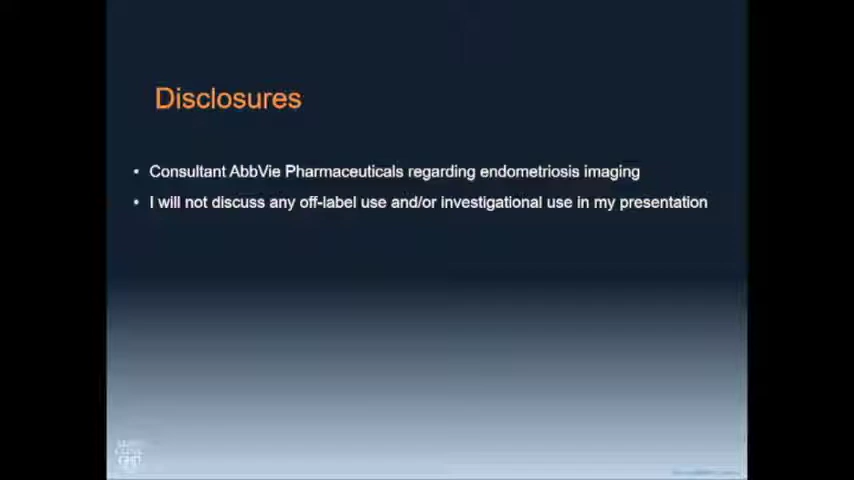 Disclosures
• Consultant AbbVie Pharmaceuticals regarding endometriosis imaging
• I will not discuss any off-label use and/or investigational use in my presentation